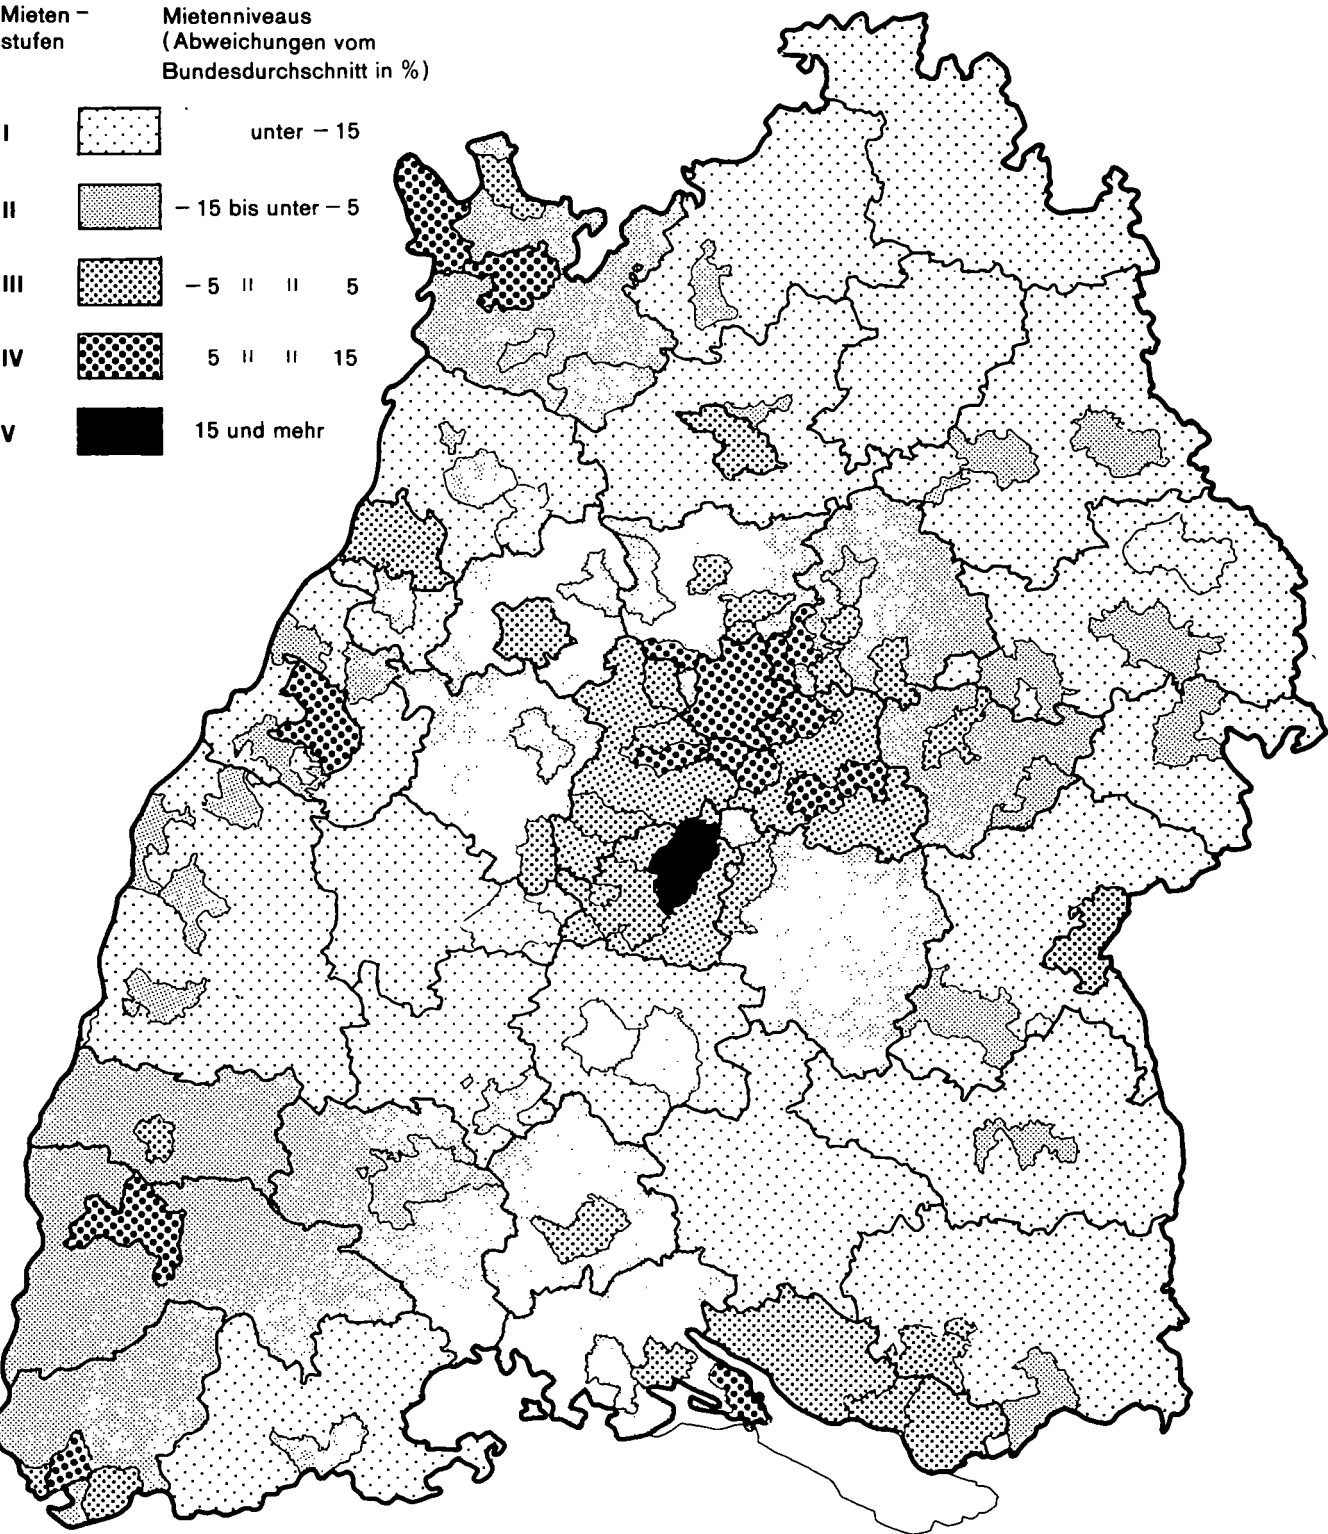 Mieten – Mietenniveaus
stufen (Abweichungen vom
Bundesdurchschnitt in %)
I unter – 15
II – 15 bis unter – 5
III – 5 " " 5
IV 5 " " 15
V 15 und mehr